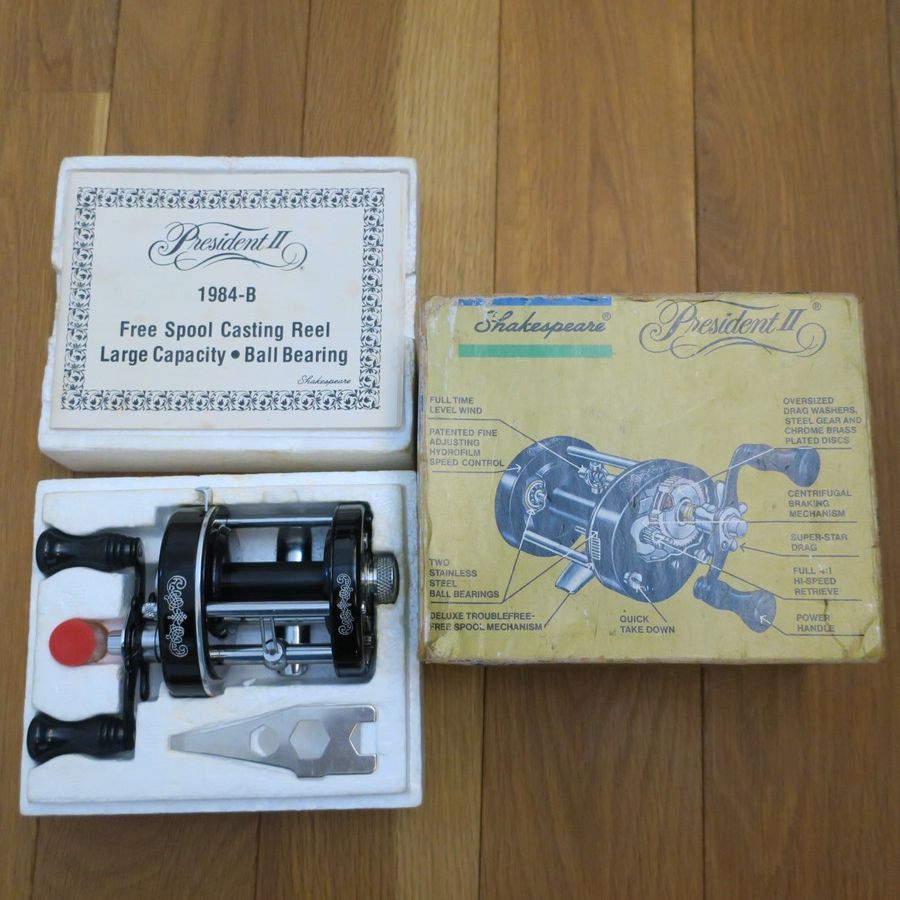 President II
1984-B
Free Spool Casting Reel
Large Capacity • Ball Bearing
Shakespeare
Shakespeare®
President II®
FULL TIME
LEVEL WIND
PATENTED FINE
ADJUSTING
HYDROFILM
SPEED CONTROL
TWO
STAINLESS
STEEL
BALL BEARINGS
DELUXE TROUBLEFREE-
FREE SPOOL MECHANISM
QUICK
TAKE DOWN
OVERSIZED
DRAG WASHERS,
STEEL GEAR AND
CHROME BRASS
PLATED DISCS
CENTRIFUGAL
BRAKING
MECHANISM
SUPER-STAR
DRAG
FULL 4:1
HI-SPEED
RETRIEVE
POWER
HANDLE